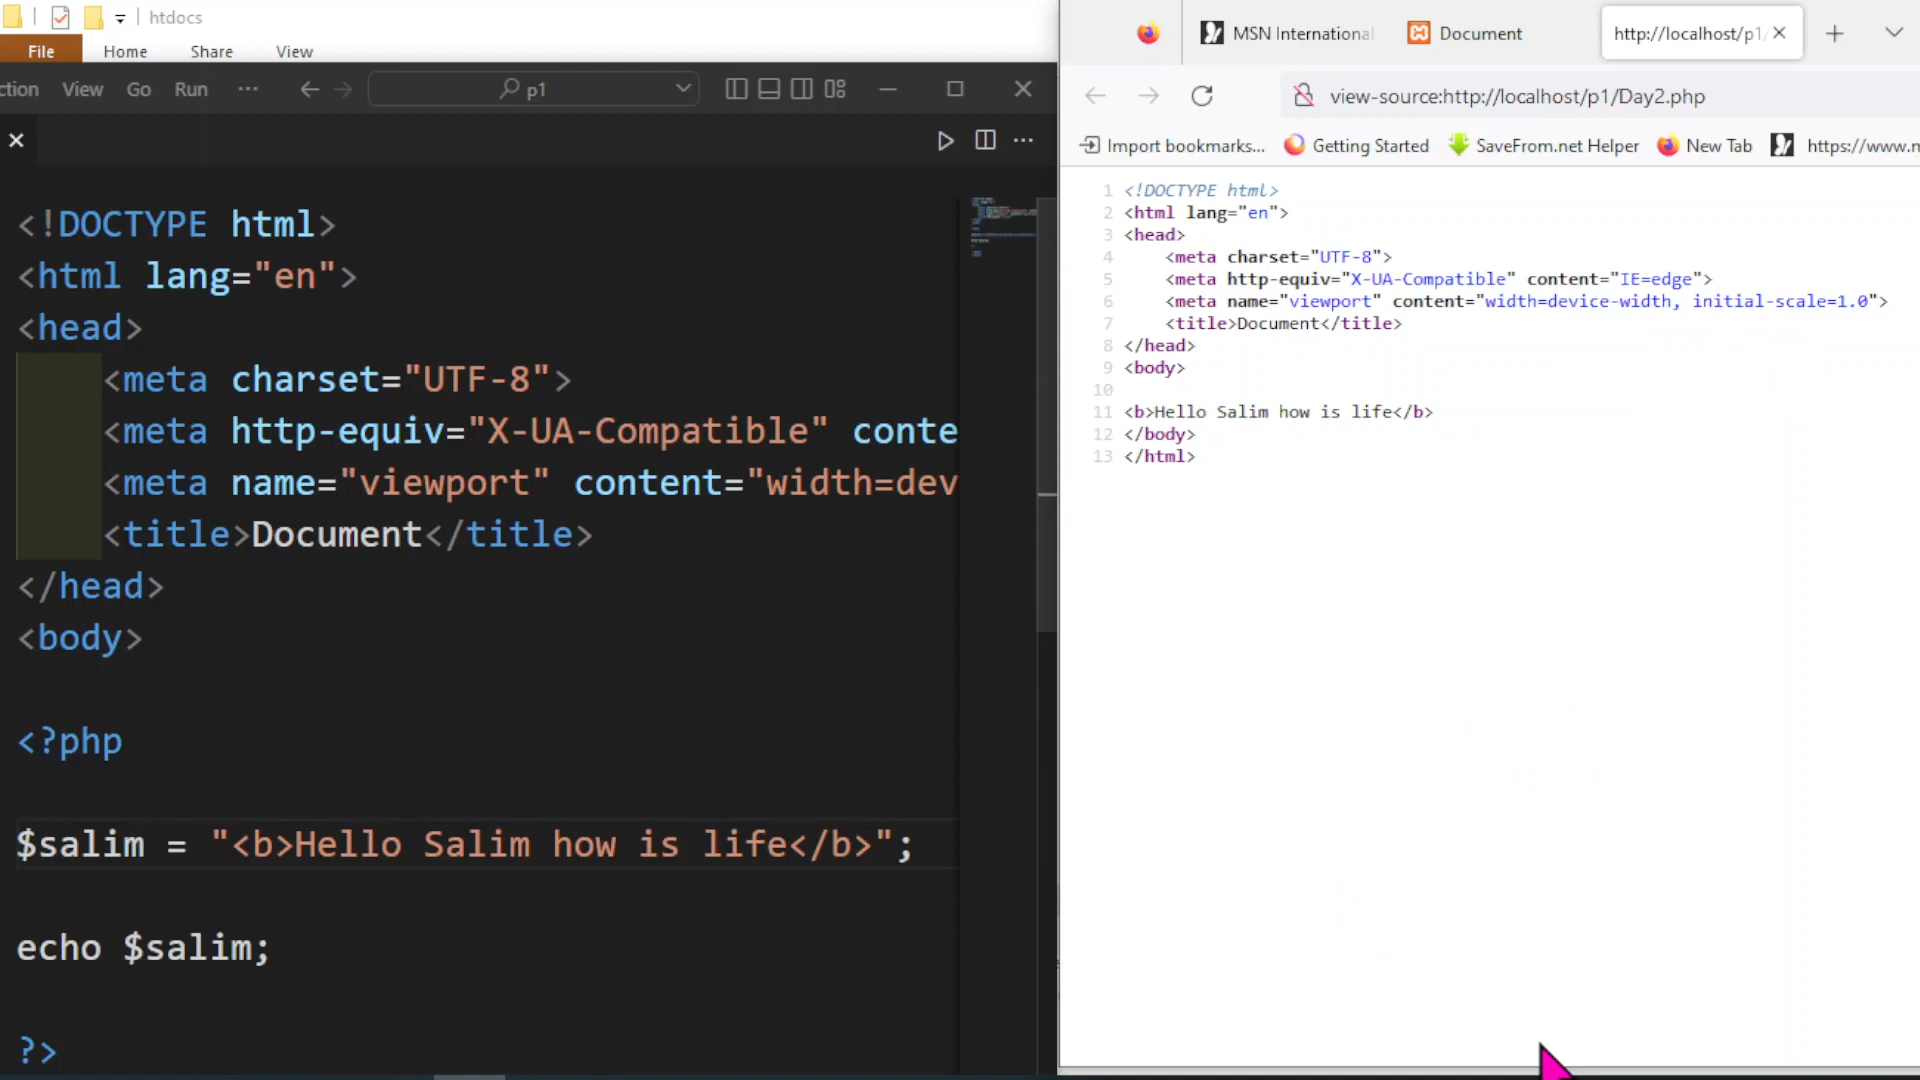 htdocs
File Home Share View
ction View Go Run ··· p1
<!DOCTYPE html>
<html lang="en">
<head>
<meta charset="UTF-8">
<meta http-equiv="X-UA-Compatible" conte
<meta name="viewport" content="width=dev
<title>Document</title>
</head>
<body>
<?php
$salim = "<b>Hello Salim how is life</b>";
echo $salim;
?>
MSN International Document http://localhost/p1/
view-source:http://localhost/p1/Day2.php
Import bookmarks... Getting Started SaveFrom.net Helper New Tab https://www.m
1 <!DOCTYPE html>
2 <html lang="en">
3 <head>
4 <meta charset="UTF-8">
5 <meta http-equiv="X-UA-Compatible" content="IE=edge">
6 <meta name="viewport" content="width=device-width, initial-scale=1.0">
7 <title>Document</title>
8 </head>
9 <body>
10
11 <b>Hello Salim how is life</b>
12 </body>
13 </html>